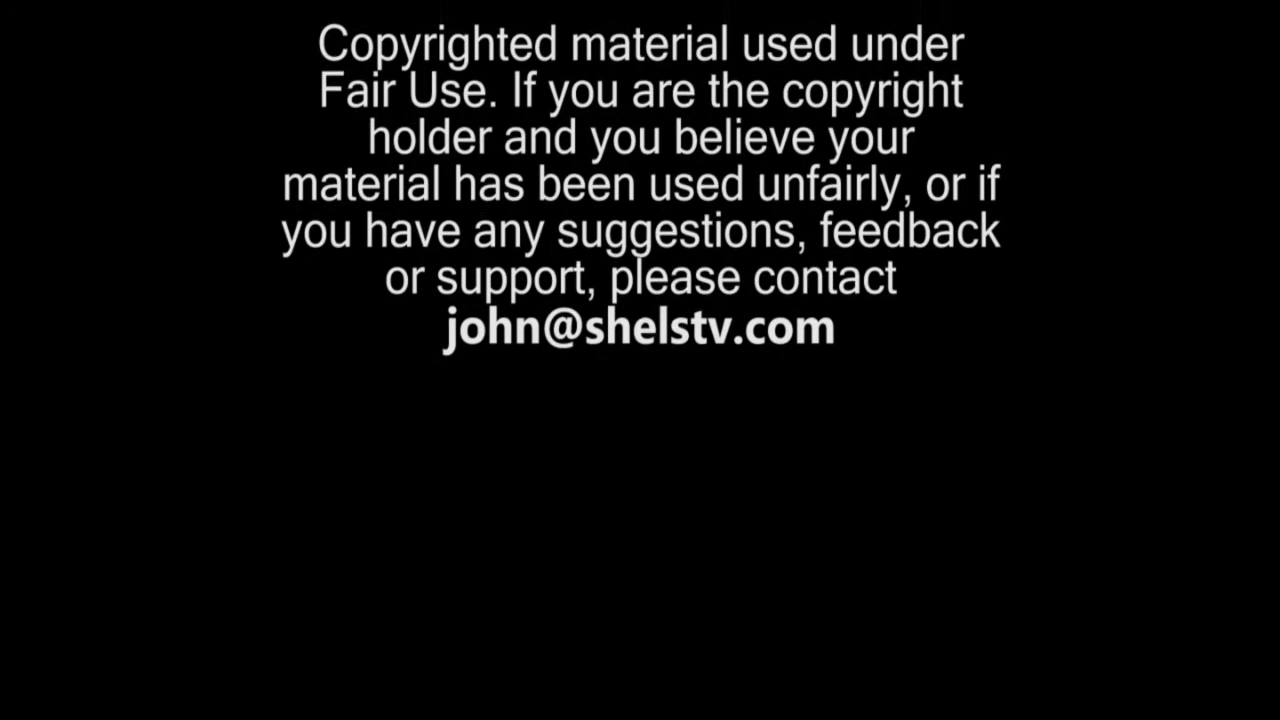 Copyrighted material used under
Fair Use. If you are the copyright
holder and you believe your
material has been used unfairly, or if
you have any suggestions, feedback
or support, please contact
john@shelstv.com